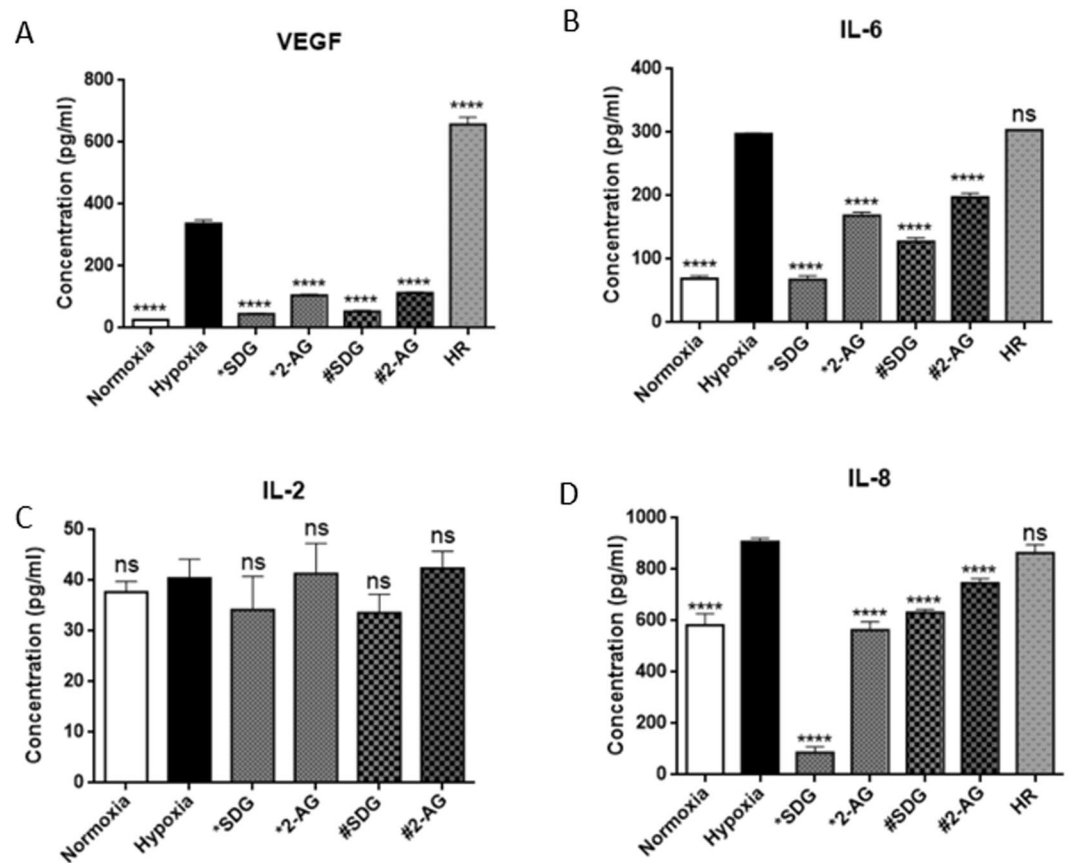 A
VEGF
Concentration (pg/ml)
800
600
400
200
0
****
****
****
****
****
****
Normoxia
Hypoxia
*SDG
*2-AG
#SDG
#2-AG
HR
B
IL-6
Concentration (pg/ml)
400
300
200
100
0
****
****
****
****
****
ns
Normoxia
Hypoxia
*SDG
*2-AG
#SDG
#2-AG
HR
C
IL-2
Concentration (pg/ml)
50
40
30
20
10
0
ns
ns
ns
ns
ns
Normoxia
Hypoxia
*SDG
*2-AG
#SDG
#2-AG
D
IL-8
Concentration (pg/ml)
1000
800
600
400
200
0
****
****
****
****
****
ns
Normoxia
Hypoxia
*SDG
*2-AG
#SDG
#2-AG
HR